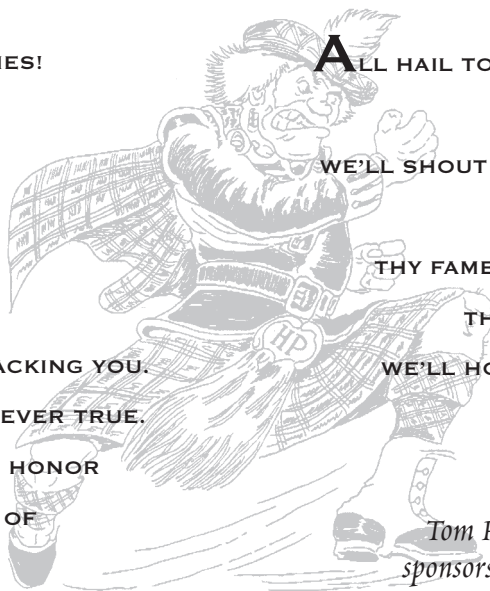 IES!
ACKING YOU.
EVER TRUE.
HONOR
OF
ALL HAIL TO
WE'LL SHOUT
THY FAME
TH
WE'LL HO
HP
Tom
sponsors